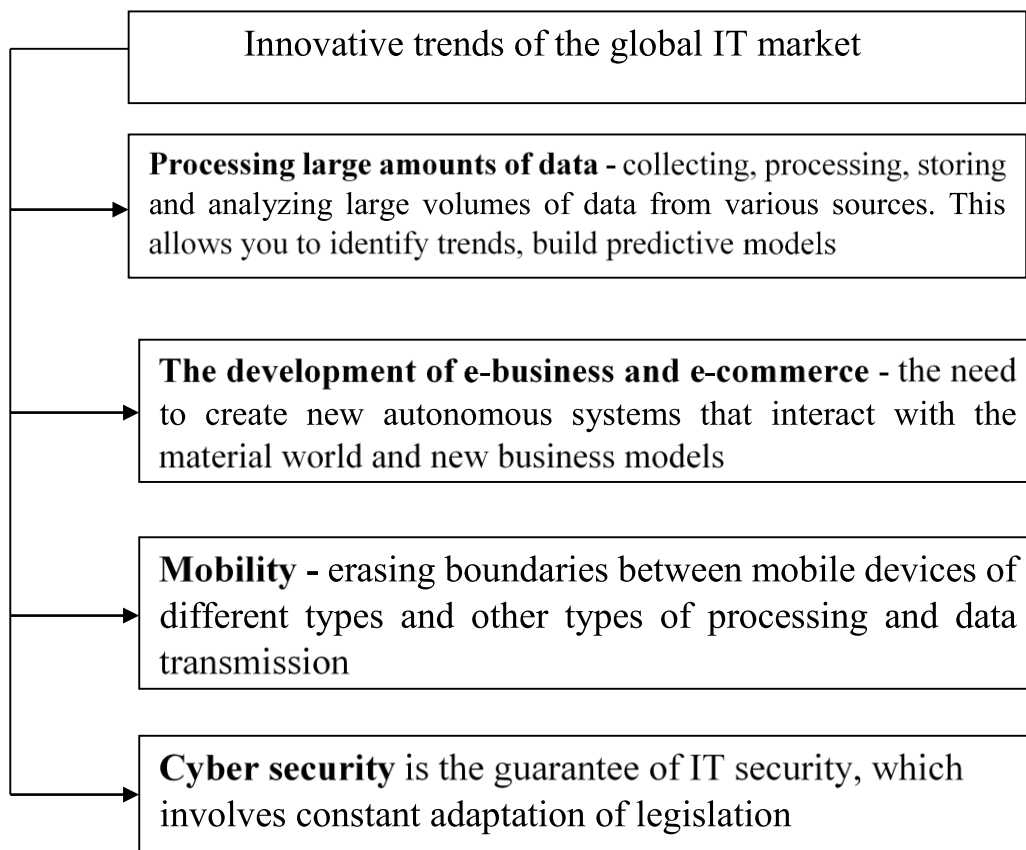 Innovative trends of the global IT market
Processing large amounts of data - collecting, processing, storing
and analyzing large volumes of data from various sources. This
allows you to identify trends, build predictive models
The development of e-business and e-commerce - the need
to create new autonomous systems that interact with the
material world and new business models
Mobility - erasing boundaries between mobile devices of
different types and other types of processing and data
transmission
Cyber security is the guarantee of IT security, which
involves constant adaptation of legislation